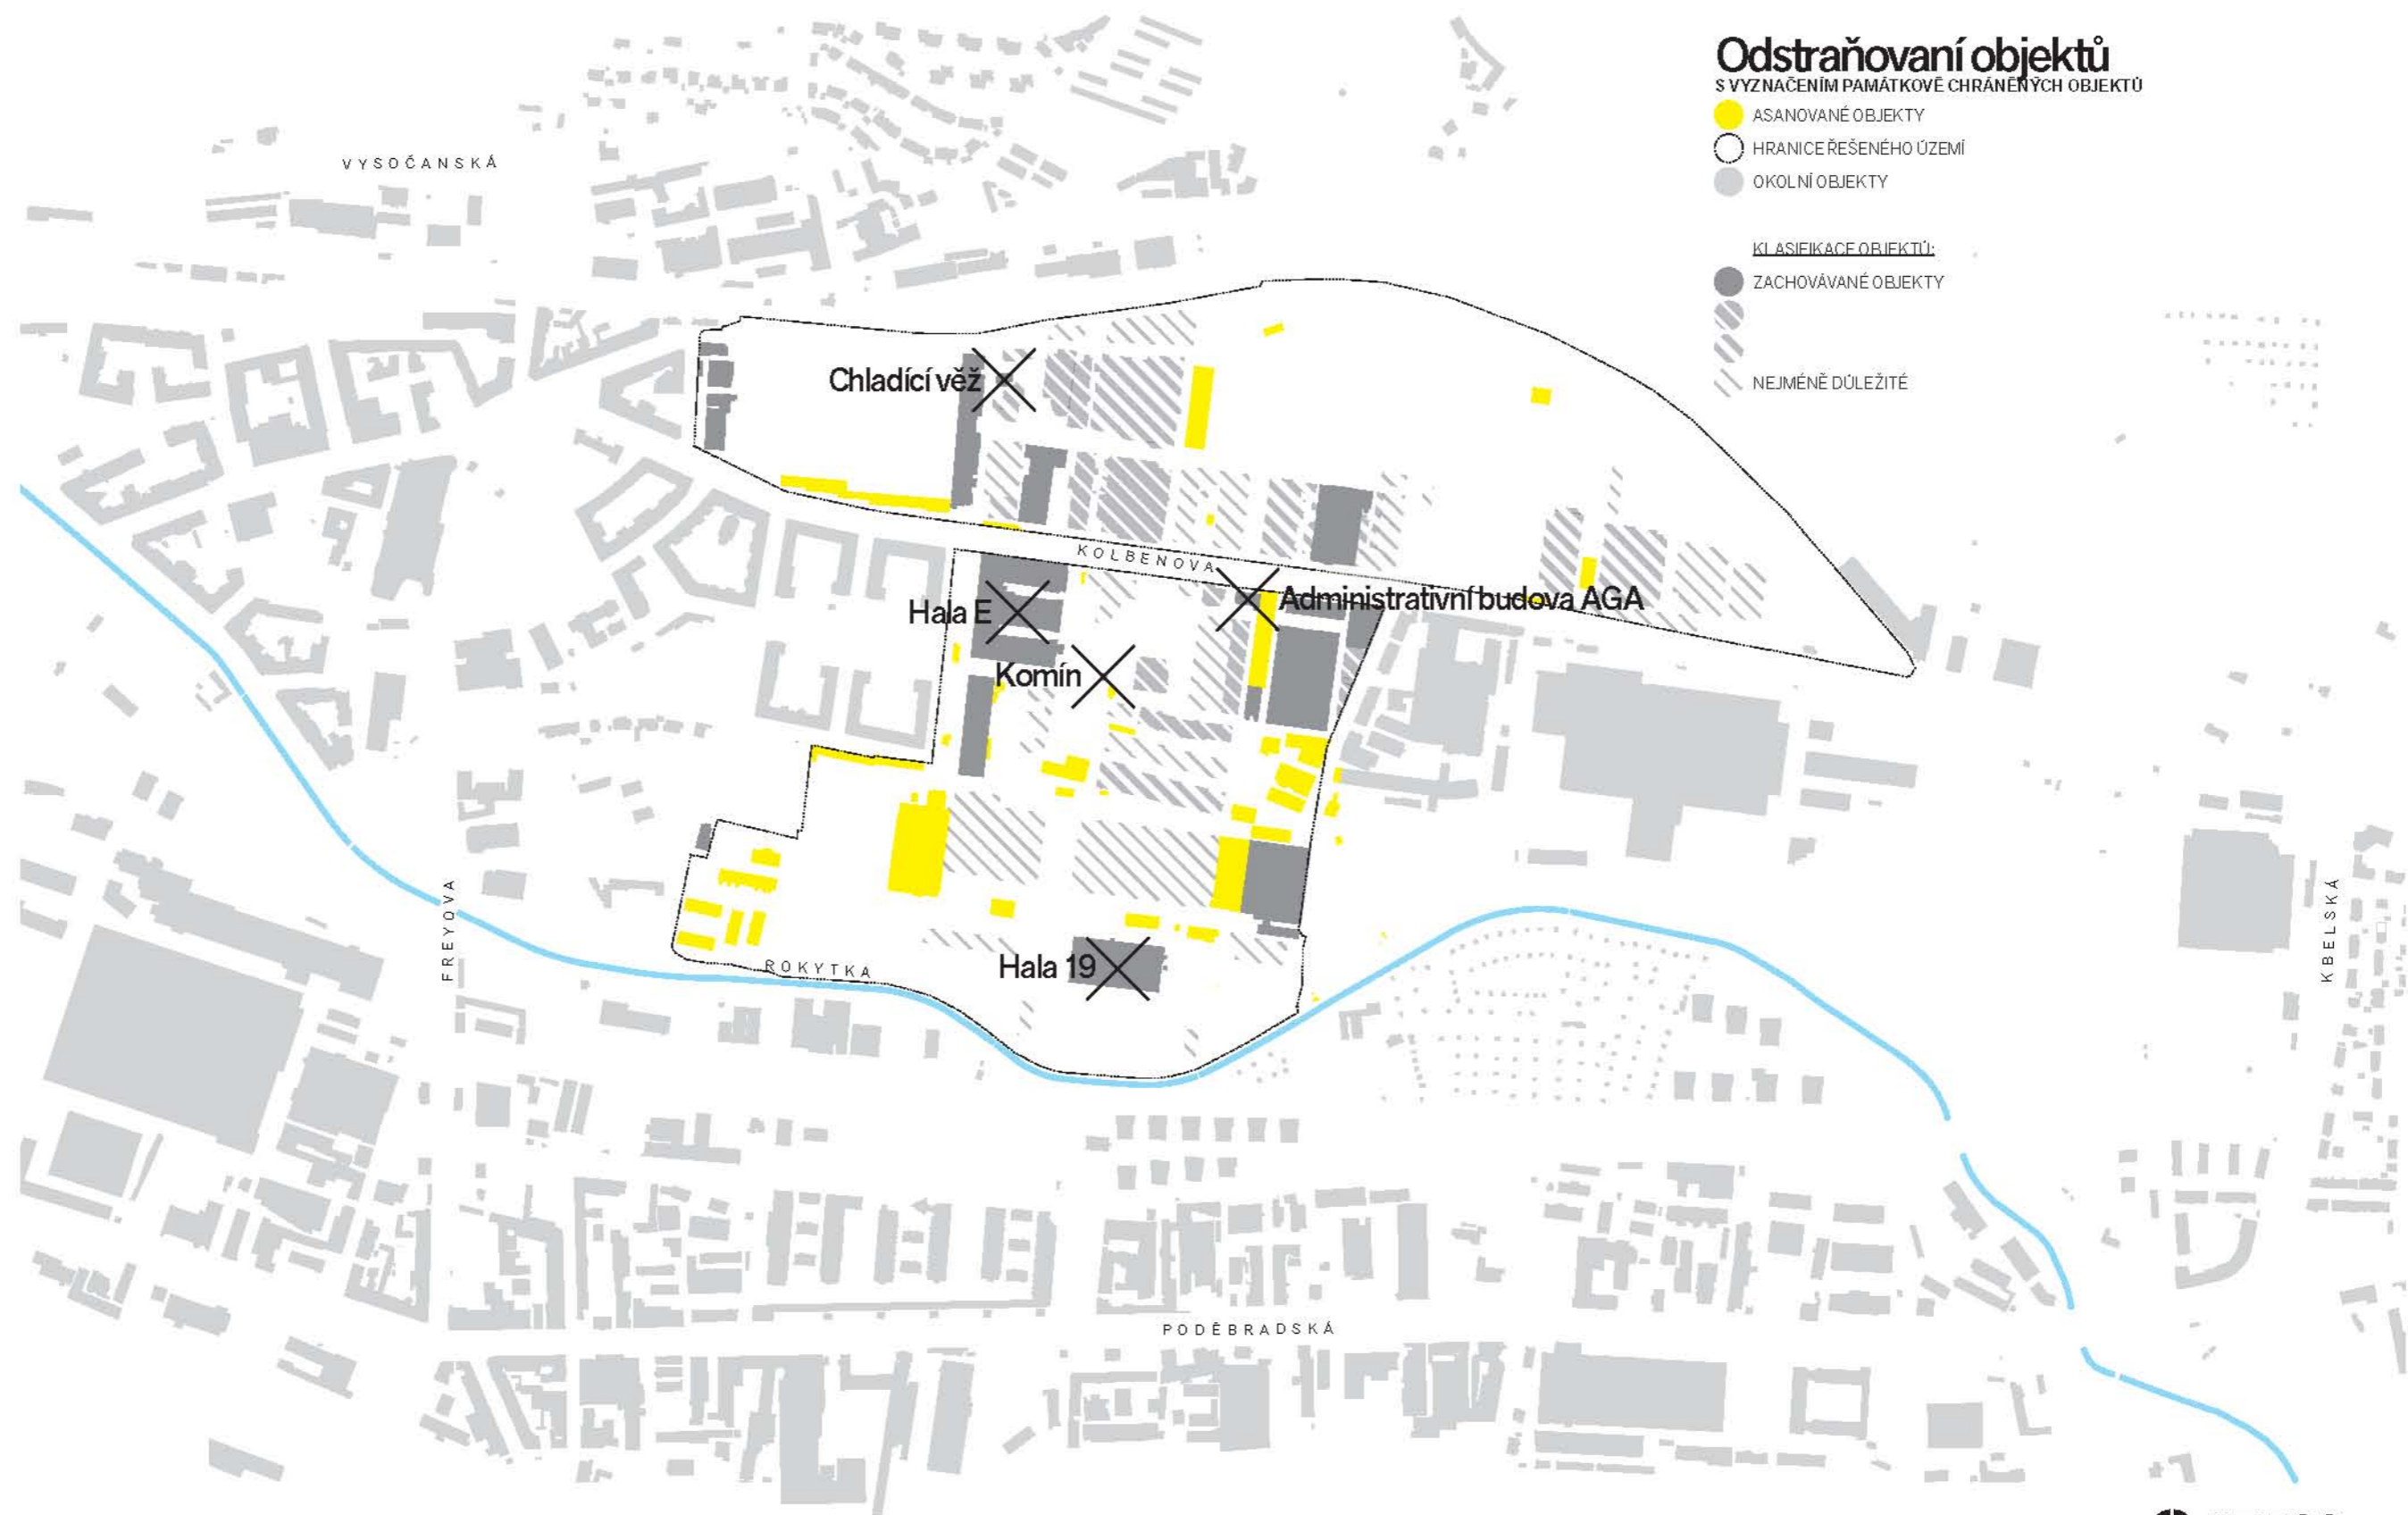 Odstraňovaní objektů
S VYZNAČENÍM PAMÁTKOVĚ CHRÁNĚNÝCH OBJEKTŮ
ASANOVANÉ OBJEKTY
HRANICE ŘEŠENÉHO ÚZEMÍ
OKOLNÍ OBJEKTY
KLASIFIKACE OBJEKTŮ:
ZACHOVÁVANÉ OBJEKTY
NEJMÉNĚ DŮLEŽITÉ
VYSOČANSKÁ
Chladící věž
KOLBENOVA
Hala E
Administrativní budova AGA
Komín
FREYOVA
KBELSKÁ
ROKYTKA
Hala 19
PODĚBRADSKÁ